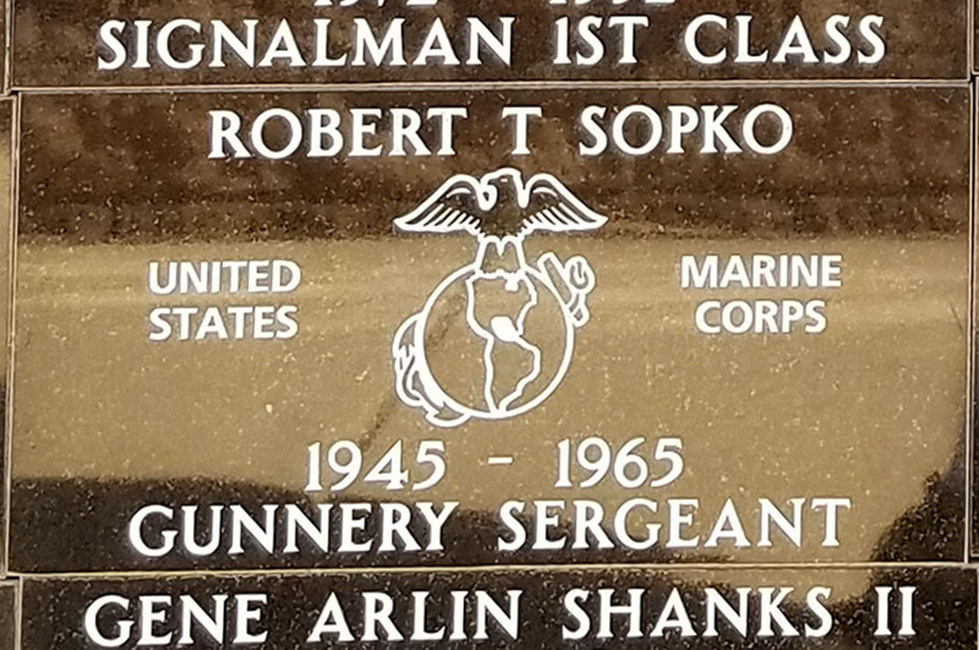 SIGNALMAN 1ST CLASS
ROBERT T SOPKO
UNITED
STATES
MARINE
CORPS
1945 - 1965
GUNNERY SERGEANT
GENE ARLIN SHANKS II